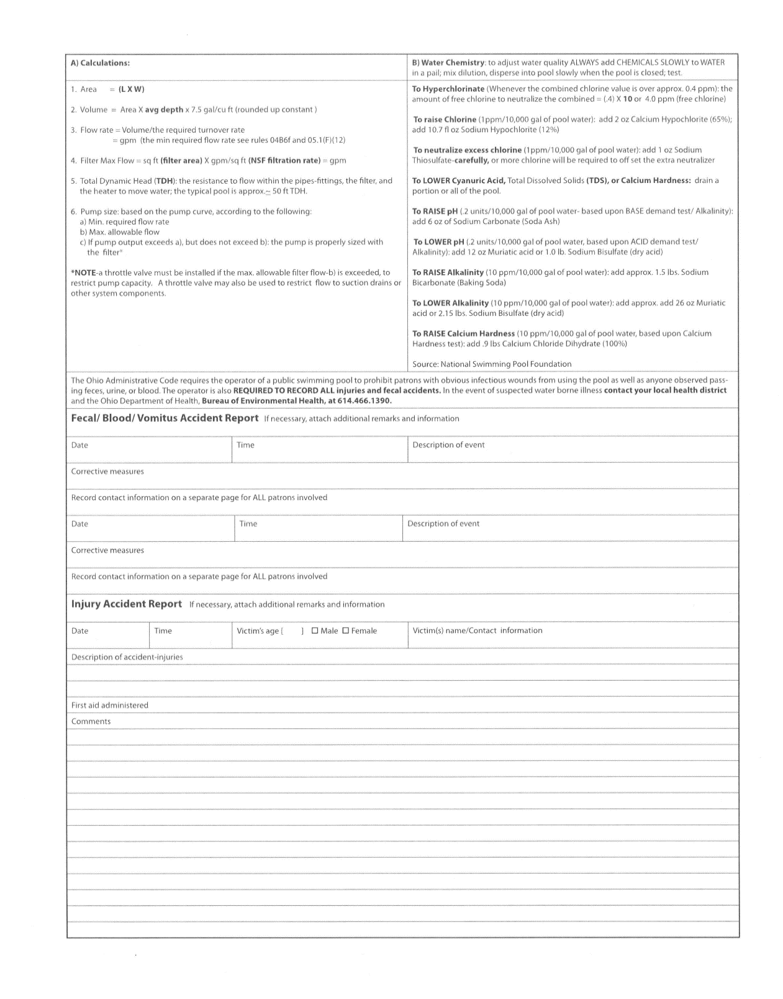 A) Calculations:
1. Area = (L X W)
2. Volume = Area X avg depth x 7.5 gal/cu ft (rounded up constant )
3. Flow rate = Volume/the required turnover rate
= gpm (the min required flow rate see rules 04B6f and 05.1(F)(12)
4. Filter Max Flow = sq ft (filter area) X gpm/sq ft (NSF filtration rate) = gpm
5. Total Dynamic Head (TDH): the resistance to flow within the pipes-fittings, the filter, and
the heater to move water; the typical pool is approx.~ 50 ft TDH.
6. Pump size: based on the pump curve, according to the following:
a) Min. required flow rate
b) Max. allowable flow
c) If pump output exceeds a), but does not exceed b): the pump is properly sized with
the filter*
*NOTE-a throttle valve must be installed if the max. allowable filter flow-b) is exceeded, to
restrict pump capacity. A throttle valve may also be used to restrict flow to suction drains or
other system components.
B) Water Chemistry: to adjust water quality ALWAYS add CHEMICALS SLOWLY to WATER
in a pail; mix dilution, disperse into pool slowly when the pool is closed; test.
To Hyperchlorinate (Whenever the combined chlorine value is over approx. 0.4 ppm): the
amount of free chlorine to neutralize the combined = (.4) X 10 or 4.0 ppm (free chlorine)
To raise Chlorine (1ppm/10,000 gal of pool water): add 2 oz Calcium Hypochlorite (65%);
add 10.7 fl oz Sodium Hypochlorite (12%)
To neutralize excess chlorine (1ppm/10,000 gal of pool water): add 1 oz Sodium
Thiosulfate-carefully, or more chlorine will be required to off set the extra neutralizer
To LOWER Cyanuric Acid, Total Dissolved Solids (TDS), or Calcium Hardness: drain a
portion or all of the pool.
To RAISE pH (.2 units/10,000 gal of pool water- based upon BASE demand test/ Alkalinity):
add 6 oz of Sodium Carbonate (Soda Ash)
To LOWER pH (.2 units/10,000 gal of pool water, based upon ACID demand test/
Alkalinity): add 12 oz Muriatic acid or 1.0 lb. Sodium Bisulfate (dry acid)
To RAISE Alkalinity (10 ppm/10,000 gal of pool water): add approx. 1.5 lbs. Sodium
Bicarbonate (Baking Soda)
To LOWER Alkalinity (10 ppm/10,000 gal of pool water): add approx. add 26 oz Muriatic
acid or 2.15 lbs. Sodium Bisulfate (dry acid)
To RAISE Calcium Hardness (10 ppm/10,000 gal of pool water, based upon Calcium
Hardness test): add .9 lbs Calcium Chloride Dihydrate (100%)
Source: National Swimming Pool Foundation
The Ohio Administrative Code requires the operator of a public swimming pool to prohibit patrons with obvious infectious wounds from using the pool as well as anyone observed pass-
ing feces, urine, or blood. The operator is also REQUIRED TO RECORD ALL injuries and fecal accidents. In the event of suspected water borne illness contact your local health district
and the Ohio Department of Health, Bureau of Environmental Health, at 614.466.1390.
Fecal/ Blood/ Vomitus Accident Report If necessary, attach additional remarks and information
Date Time Description of event
Corrective measures
Record contact information on a separate page for ALL patrons involved
Date Time Description of event
Corrective measures
Record contact information on a separate page for ALL patrons involved
Injury Accident Report If necessary, attach additional remarks and information
Date Time Victim's age [ ] ☐ Male ☐ Female Victim(s) name/Contact information
Description of accident-injuries
First aid administered
Comments